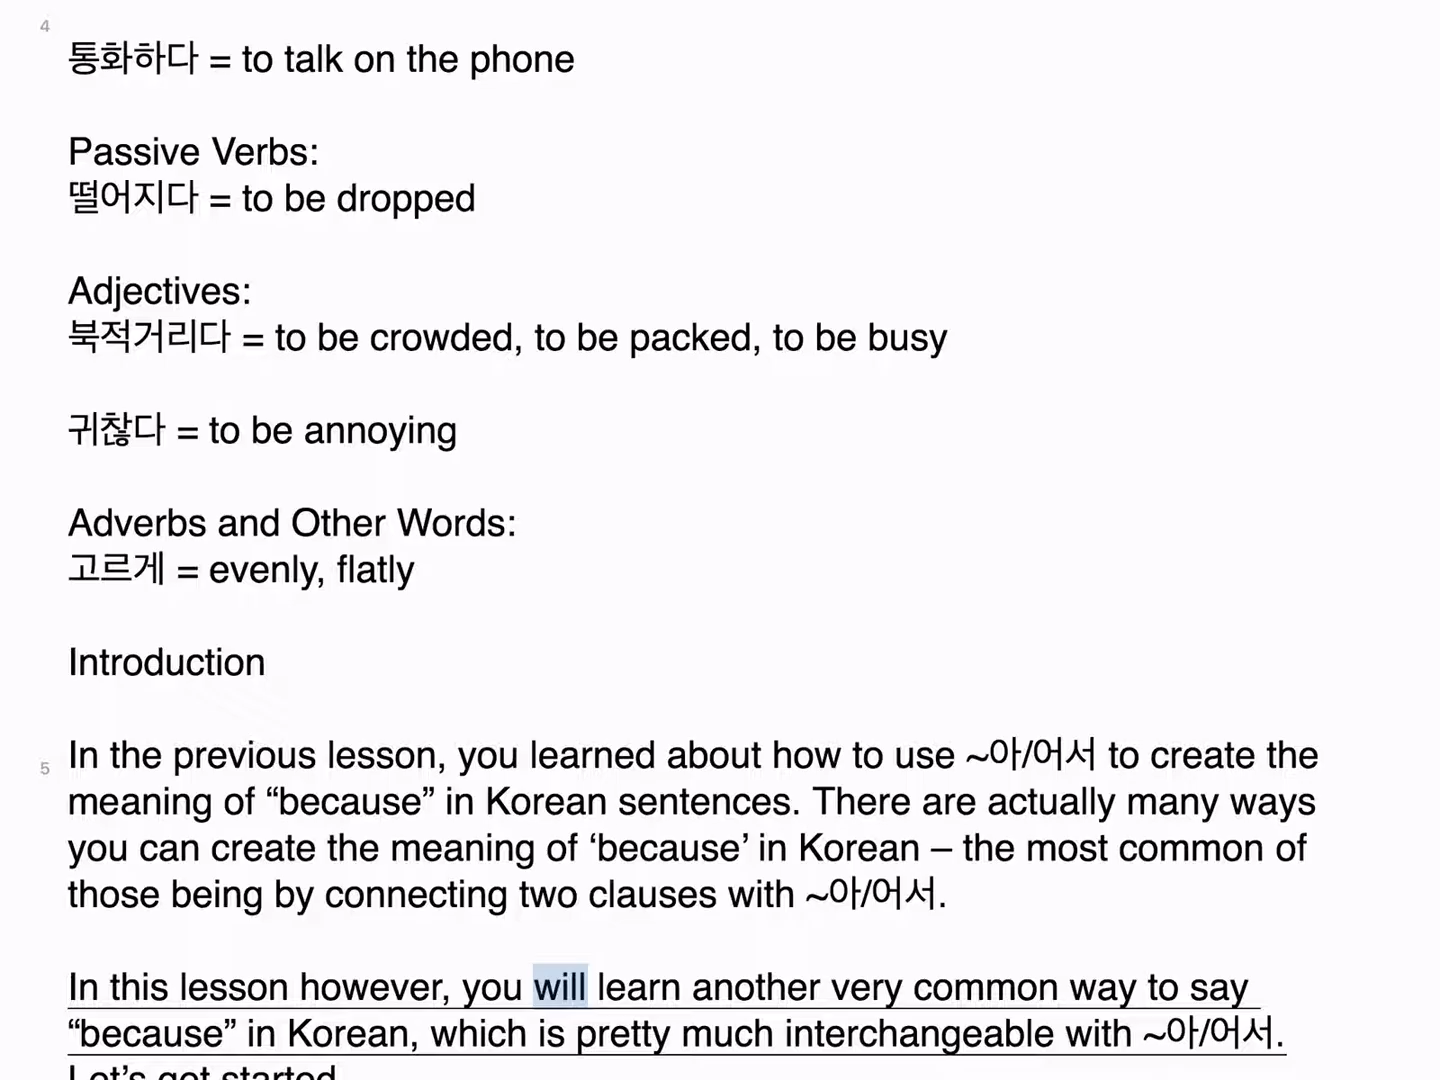 4
통화하다 = to talk on the phone
Passive Verbs:
떨어지다 = to be dropped
Adjectives:
북적거리다 = to be crowded, to be packed, to be busy
귀찮다 = to be annoying
Adverbs and Other Words:
고르게 = evenly, flatly
Introduction
5
In the previous lesson, you learned about how to use ~아/어서 to create the
meaning of “because” in Korean sentences. There are actually many ways
you can create the meaning of ‘because’ in Korean – the most common of
those being by connecting two clauses with ~아/어서.
In this lesson however, you will learn another very common way to say
“because” in Korean, which is pretty much interchangeable with ~아/어서.
Let’s get started